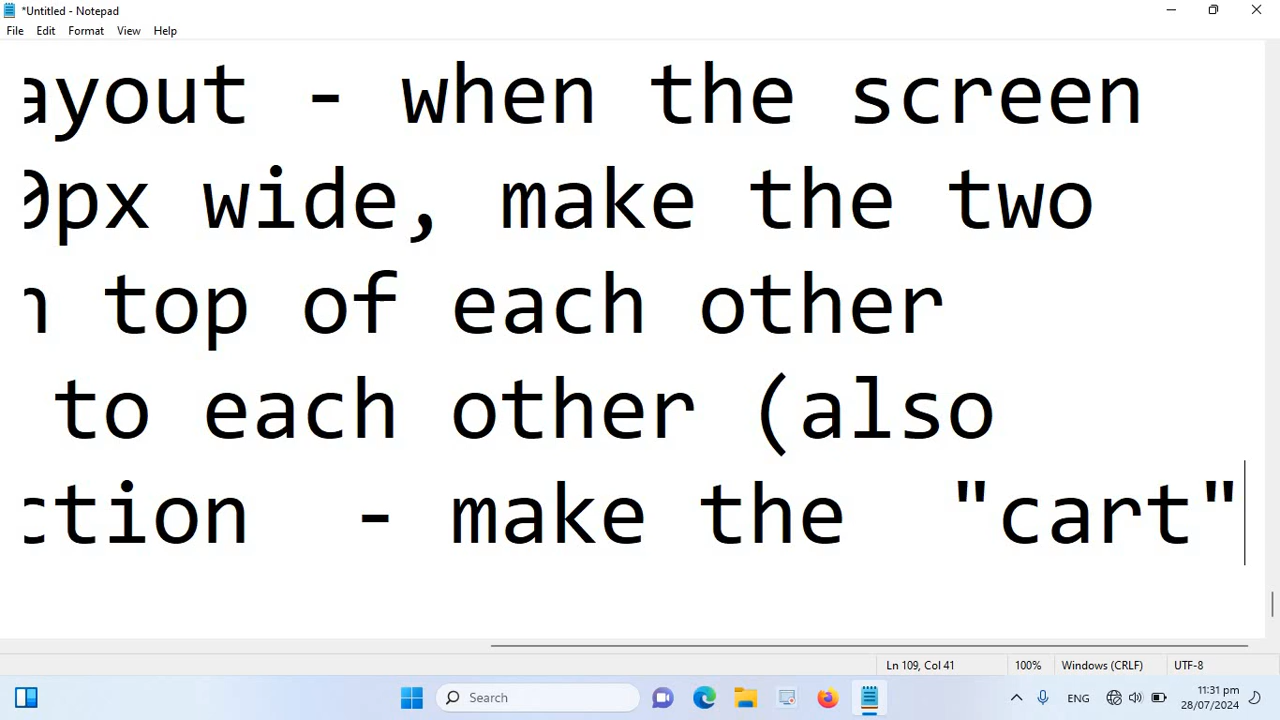 *Untitled - Notepad
File Edit Format View Help
ayout - when the screen
0px wide, make the two
n top of each other
to each other (also
ction  - make the  "cart"
Ln 109, Col 41 100% Windows (CRLF) UTF-8
Search ENG 11:31 pm
28/07/2024